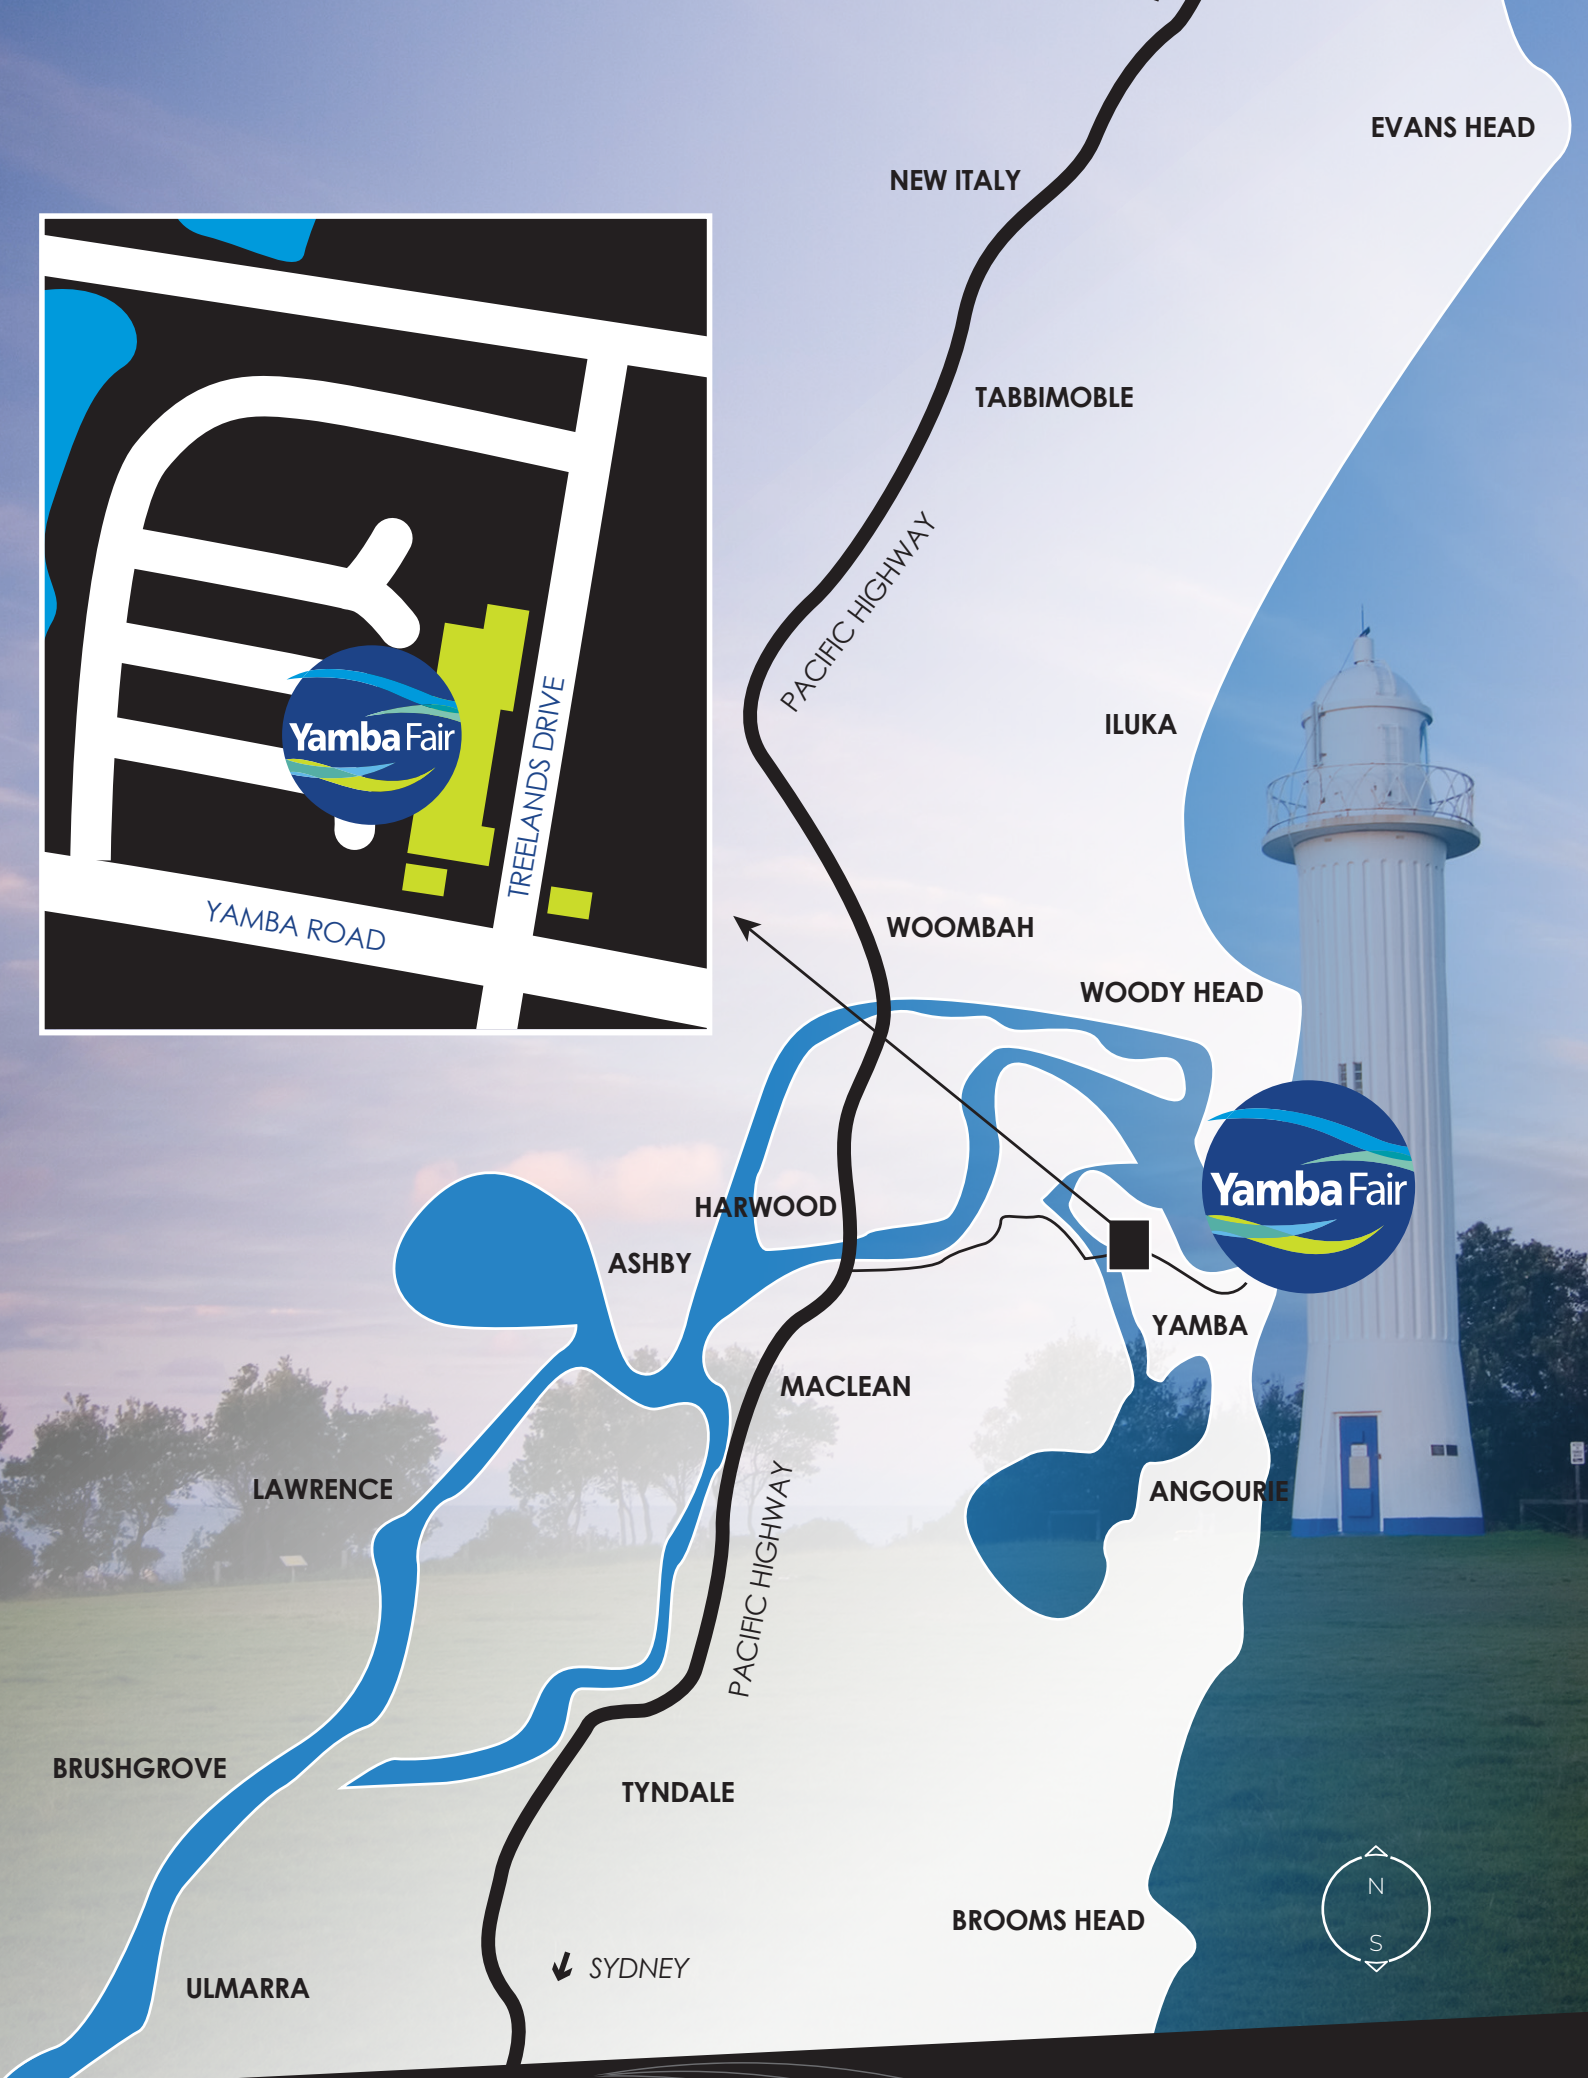 EVANS HEAD
NEW ITALY
TABBIMOBLE
PACIFIC HIGHWAY
ILUKA
Yamba Fair
TREELANDS DRIVE
YAMBA ROAD
WOOMBAH
WOODY HEAD
Yamba Fair
HARWOOD
ASHBY
YAMBA
MACLEAN
LAWRENCE
ANGOURIE
PACIFIC HIGHWAY
BRUSHGROVE
TYNDALE
BROOMS HEAD
N
S
SYDNEY
ULMARRA